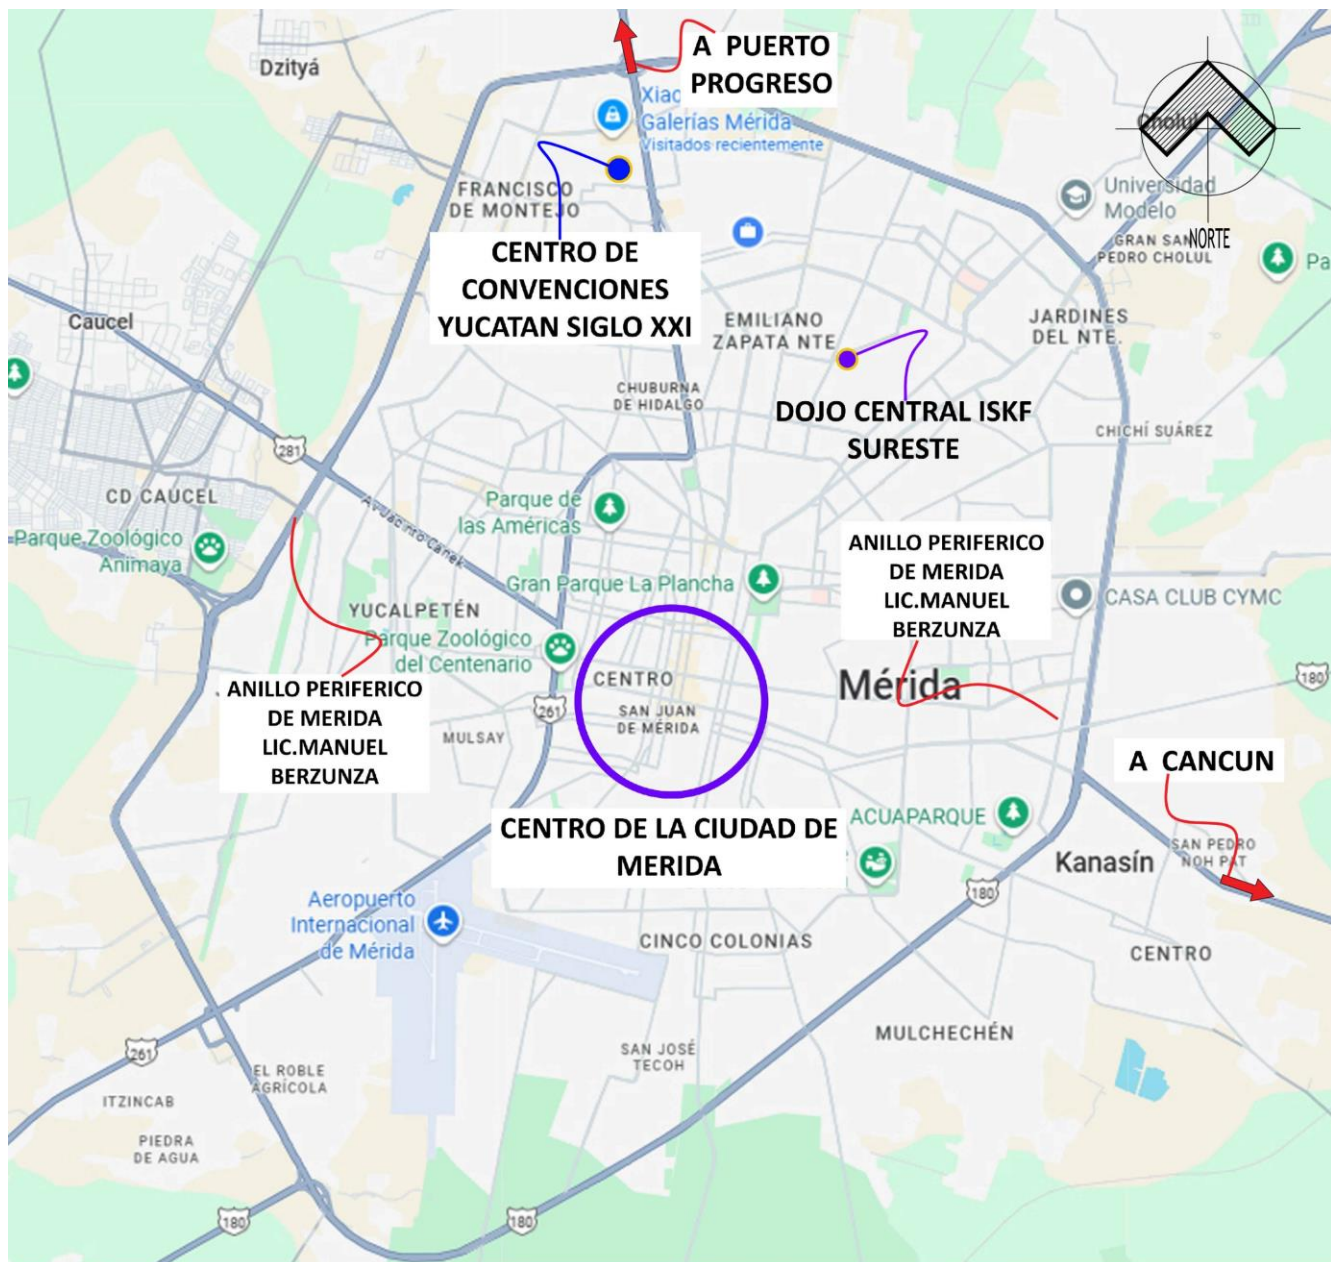 A PUERTO
PROGRESO
Dzityá
Galerías Mérida
Visitados recientemente
Cholul
Universidad
Modelo
NORTE
FRANCISCO
DE MONTEJO
CENTRO DE
CONVENCIONES
YUCATAN SIGLO XXI
GRAN SAN
PEDRO CHOLUL
Pa
Caucel
EMILIANO
ZAPATA NTE
JARDINES
DEL NTE.
CHUBURNA
DE HIDALGO
DOJO CENTRAL ISKF
SURESTE
CHICHÍ SUÁREZ
281
CD CAUCEL
Parque Zoológico
Animaya
Av Jacinto Canek
Parque de
las Américas
Gran Parque La Plancha
ANILLO PERIFERICO
DE MERIDA
LIC.MANUEL
BERZUNZA
CASA CLUB CYMC
YUCALPETÉN
Parque Zoológico
del Centenario
CENTRO
SAN JUAN
DE MÉRIDA
Mérida
180
ANILLO PERIFERICO
DE MERIDA
LIC.MANUEL
BERZUNZA
261
MULSAY
A CANCUN
CENTRO DE LA CIUDAD DE
MERIDA
ACUAPARQUE
Kanasín
SAN PEDRO
NOH PAT
180
Aeropuerto
Internacional
de Mérida
CINCO COLONIAS
CENTRO
MULCHECHÉN
SAN JOSÉ
TECOH
261
EL ROBLE
AGRÍCOLA
ITZINCAB
PIEDRA
DE AGUA
180
180